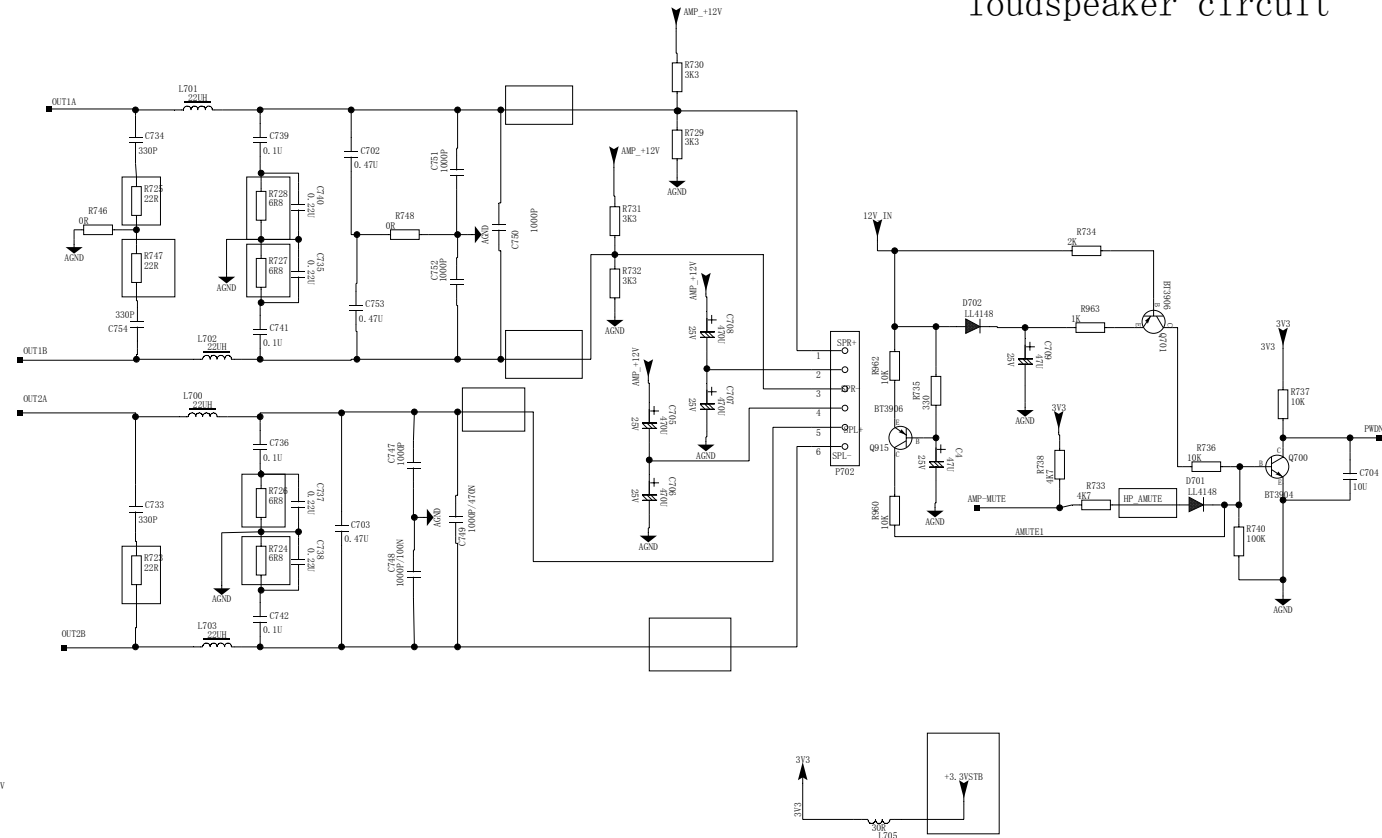 loudspeaker circuit
AMP_+12V
R730
3K3
R729
3K3
AGND
OUT1A
L701
22UH
C734
330P
R725
22R
R746
0R
AGND
R747
22R
330P
C754
OUT1B
L702
22UH
C739
0.1U
R728
6R8
C740
0.22U
R727
6R8
C735
0.22U
AGND
C741
0.1U
C702
0.47U
R748
0R
C753
0.47U
C751
1000P
AGND
C752
1000P
C750
1000P
AMP_+12V
R731
3K3
R732
3K3
AGND
AMP_+12V
C708
470U
25V
C707
470U
25V
AGND
AMP_+12V
C705
470U
25V
C706
470U
25V
AGND
OUT2A
L700
22UH
C733
330P
R723
22R
OUT2B
L703
22UH
C736
0.1U
R726
6R8
C737
0.22U
R724
6R8
C738
0.22U
AGND
C742
0.1U
C703
0.47U
C747
1000P
AGND
C748
1000P/100N
C749
1000P/470N
SPR+
1
2
SPR-
3
4
SPL+
5
SPL-
6
P702
12V_IN
R734
2K
BT3906
B
E
C
Q701
D702
LL4148
R963
1K
C709
47U
25V
AGND
R962
10K
R735
330
BT3906
E
B
C
Q915
C4
47U
25V
AGND
R960
10K
3V3
R738
4K7
AMP-MUTE
R733
4K7
HP_AMUTE
D701
LL4148
AMUTE1
R736
10K
R740
100K
3V3
3V3
R737
10K
PWDN
C
B
E
Q700
BT3904
C704
10U
AGND
V
3V3
3V3
30R
L705
+3.3VSTB